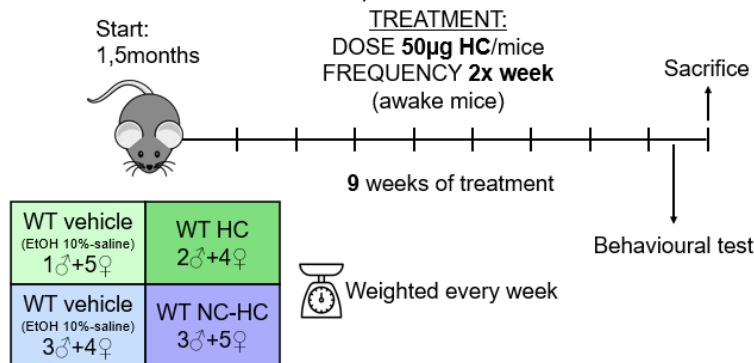 Start:
1,5months
TREATMENT:
DOSE 50µg HC/mice
FREQUENCY 2x week
(awake mice)
Sacrifice
9 weeks of treatment
Behavioural test
WT vehicle
(EtOH 10%-saline)
1♂+5♀
WT HC
2♂+4♀
WT vehicle
(EtOH 10%-saline)
3♂+4♀
WT NC-HC
3♂+5♀
Weighted every week